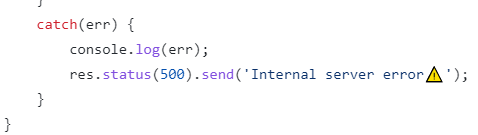 }
catch(err) {
console.log(err);
res.status(500).send('Internal server error⚠️');
}
}